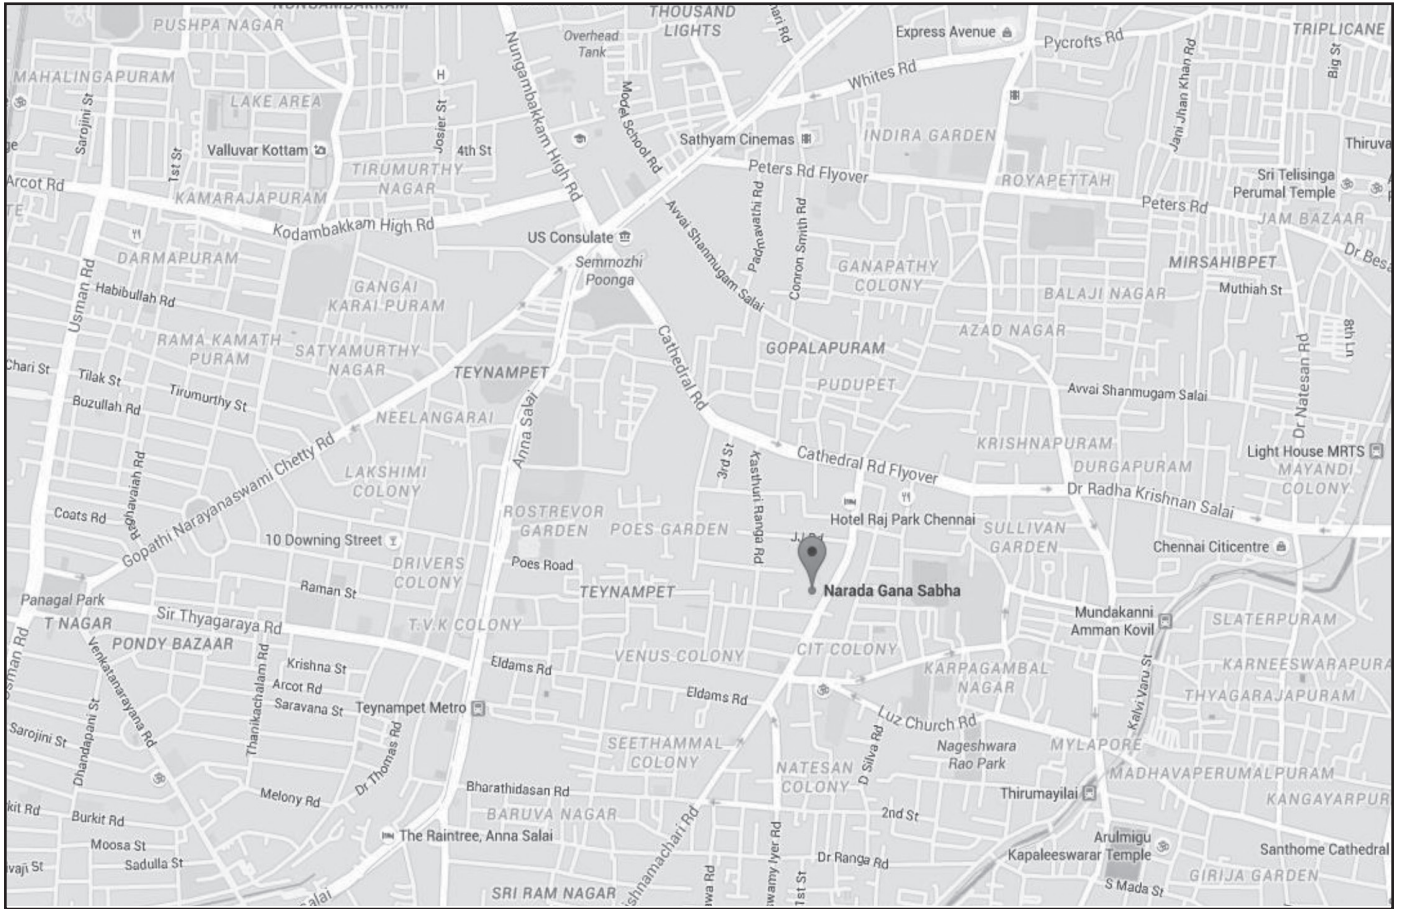 NUNGAMBAKKAM
PUSHPA NAGAR
THOUSAND
LIGHTS
Overhead
Tank
Express Avenue
Pycrofts Rd
TRIPLICANE
Big St
MAHALINGAPURAM
LAKE AREA
Sarojini St
Josier St
Nungambakkam High Rd
Model School Rd
Whites Rd
Jani Jhan Khan Rd
Valluvar Kottam
4th St
1st St
Sathyam Cinemas
INDIRA GARDEN
Thiruva
TIRUMURTHY
NAGAR
Arcot Rd
KAMARAJAPURAM
Peters Rd Flyover
ROYAPETTAH
Sri Telisinga
Perumal Temple
Peters Rd
JAM BAZAAR
Kodambakkam High Rd
US Consulate
Avvai Shanmugam Salai
Padmavathi Rd
Conron Smith Rd
Dr Besa
DARMAPURAM
Semmozhi
Poonga
GANAPATHY
COLONY
MIRSAHIBPET
Usman Rd
Habibullah Rd
GANGAI
KARAI PURAM
BALAJI NAGAR
Muthiah St
8th Ln
RAMA KAMATH
PURAM
SATYAMURTHY
NAGAR
Cathedral Rd
GOPALAPURAM
AZAD NAGAR
Dr Natesan Rd
Chari St
Tilak St
Tirumurthy St
TEYNAMPET
PUDUPET
Avvai Shanmugam Salai
Buzullah Rd
NEELANGARAI
Anna Salai
Gopathi Narayanaswami Chetty Rd
Raghavaiah Rd
LAKSHIMI
COLONY
3rd St
Kasthuri Ranga Rd
Cathedral Rd Flyover
KRISHNAPURAM
DURGAPURAM
Light House MRTS
MAYANDI
COLONY
Dr Radha Krishnan Salai
Coats Rd
10 Downing Street
ROSTREVOR
GARDEN
POES GARDEN
Hotel Raj Park Chennai
SULLIVAN
GARDEN
Chennai Citicentre
DRIVERS
COLONY
Poes Road
Raman St
TEYNAMPET
Narada Gana Sabha
Panagal Park
T NAGAR
Sir Thyagaraya Rd
PONDY BAZAAR
T.V.K COLONY
Mundakanni
Amman Kovil
SLATERPURAM
Venkatanarayana Rd
Thanikachalam Rd
Krishna St
Arcot Rd
Saravana St
Eldams Rd
VENUS COLONY
CIT COLONY
KARPAGAMBAL
NAGAR
Kalvi Varu St
KARNEESWARAPURA
THYAGARAJAPURAM
Teynampet Metro
Eldams Rd
Luz Church Rd
Sarojini St
Dhandapani St
Dr Thomas Rd
SEETHAMMAL
COLONY
D Silva Rd
Nageshwara
Rao Park
MYLAPORE
NATESAN
COLONY
MADHAVAPERUMALPURAM
Melony Rd
Bharathidasan Rd
Thirumayilai
KANGAYARPUR
Burkit Rd
BARUVA NAGAR
2nd St
Moosa St
The Raintree, Anna Salai
Arulmigu
Kapaleeswarar Temple
Santhome Cathedral
Sadulla St
Dr Ranga Rd
GIRIJA GARDEN
S Mada St
SRI RAM NAGAR
1st St